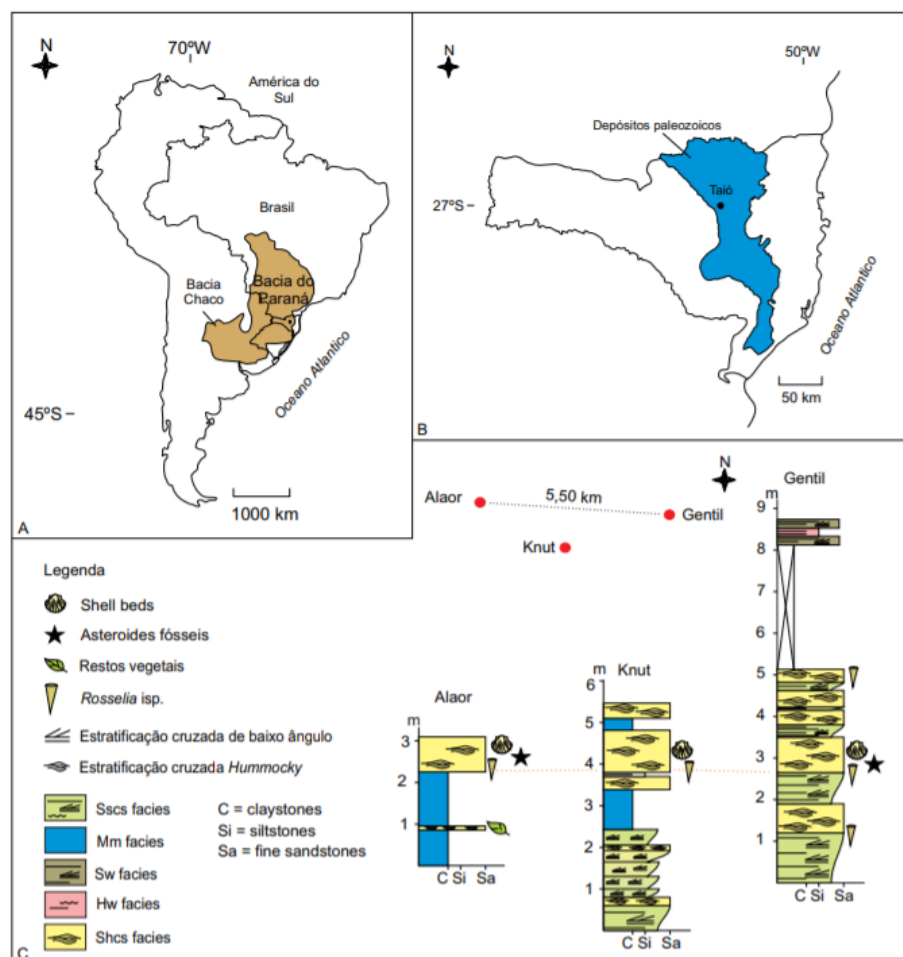 N
70ºW
América do
Sul
Brasil
Bacia do
Paraná
Bacia
Chaco
Oceano Atlantico
45ºS
1000 km
A
N
50ºW
Depósitos paleozoicos
27ºS
Taió
Oceano Atlantico
50 km
B
N
Alaor
5,50 km
Gentil
Knut
Legenda
Shell beds
Asteroides fósseis
Restos vegetais
Rosselia isp.
Estratificação cruzada de baixo ângulo
Estratificação cruzada Hummocky
Sscs facies
Mm facies
Sw facies
Hw facies
Shcs facies
C = claystones
Si = siltstones
Sa = fine sandstones
Alaor
m
3
2
1
C Si Sa
Knut
m
6
5
4
3
2
1
C Si Sa
Gentil
m
9
8
7
6
5
4
3
2
1
C Si Sa
C